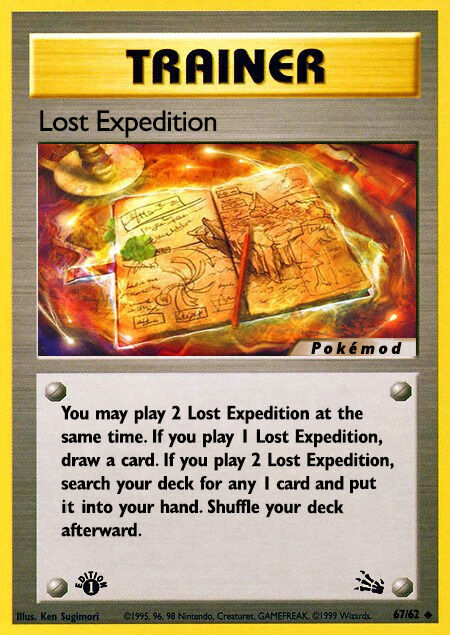 TRAINER
Lost Expedition
Pokémod
You may play 2 Lost Expedition at the
same time. If you play 1 Lost Expedition,
draw a card. If you play 2 Lost Expedition,
search your deck for any 1 card and put
it into your hand. Shuffle your deck
afterward.
EDITION
1
Illus. Ken Sugimori ©1995, 96, 98 Nintendo, Creatures, GAMEFREAK. ©1999 Wizards. 67/62